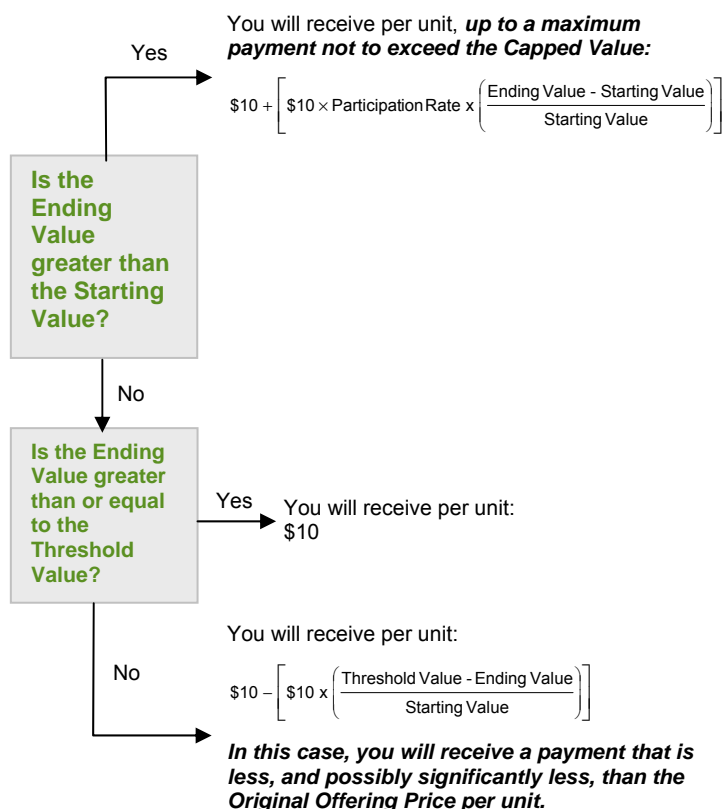 You will receive per unit, up to a maximum
payment not to exceed the Capped Value:
Yes
$10 + [ $10 × Participation Rate x ( Ending Value - Starting Value / Starting Value ) ]
Is the
Ending
Value
greater than
the Starting
Value?
No
Is the Ending
Value greater
than or equal
to the
Threshold
Value?
Yes
You will receive per unit:
$10
You will receive per unit:
No
$10 – [ $10 x ( Threshold Value - Ending Value / Starting Value ) ]
In this case, you will receive a payment that is
less, and possibly significantly less, than the
Original Offering Price per unit.